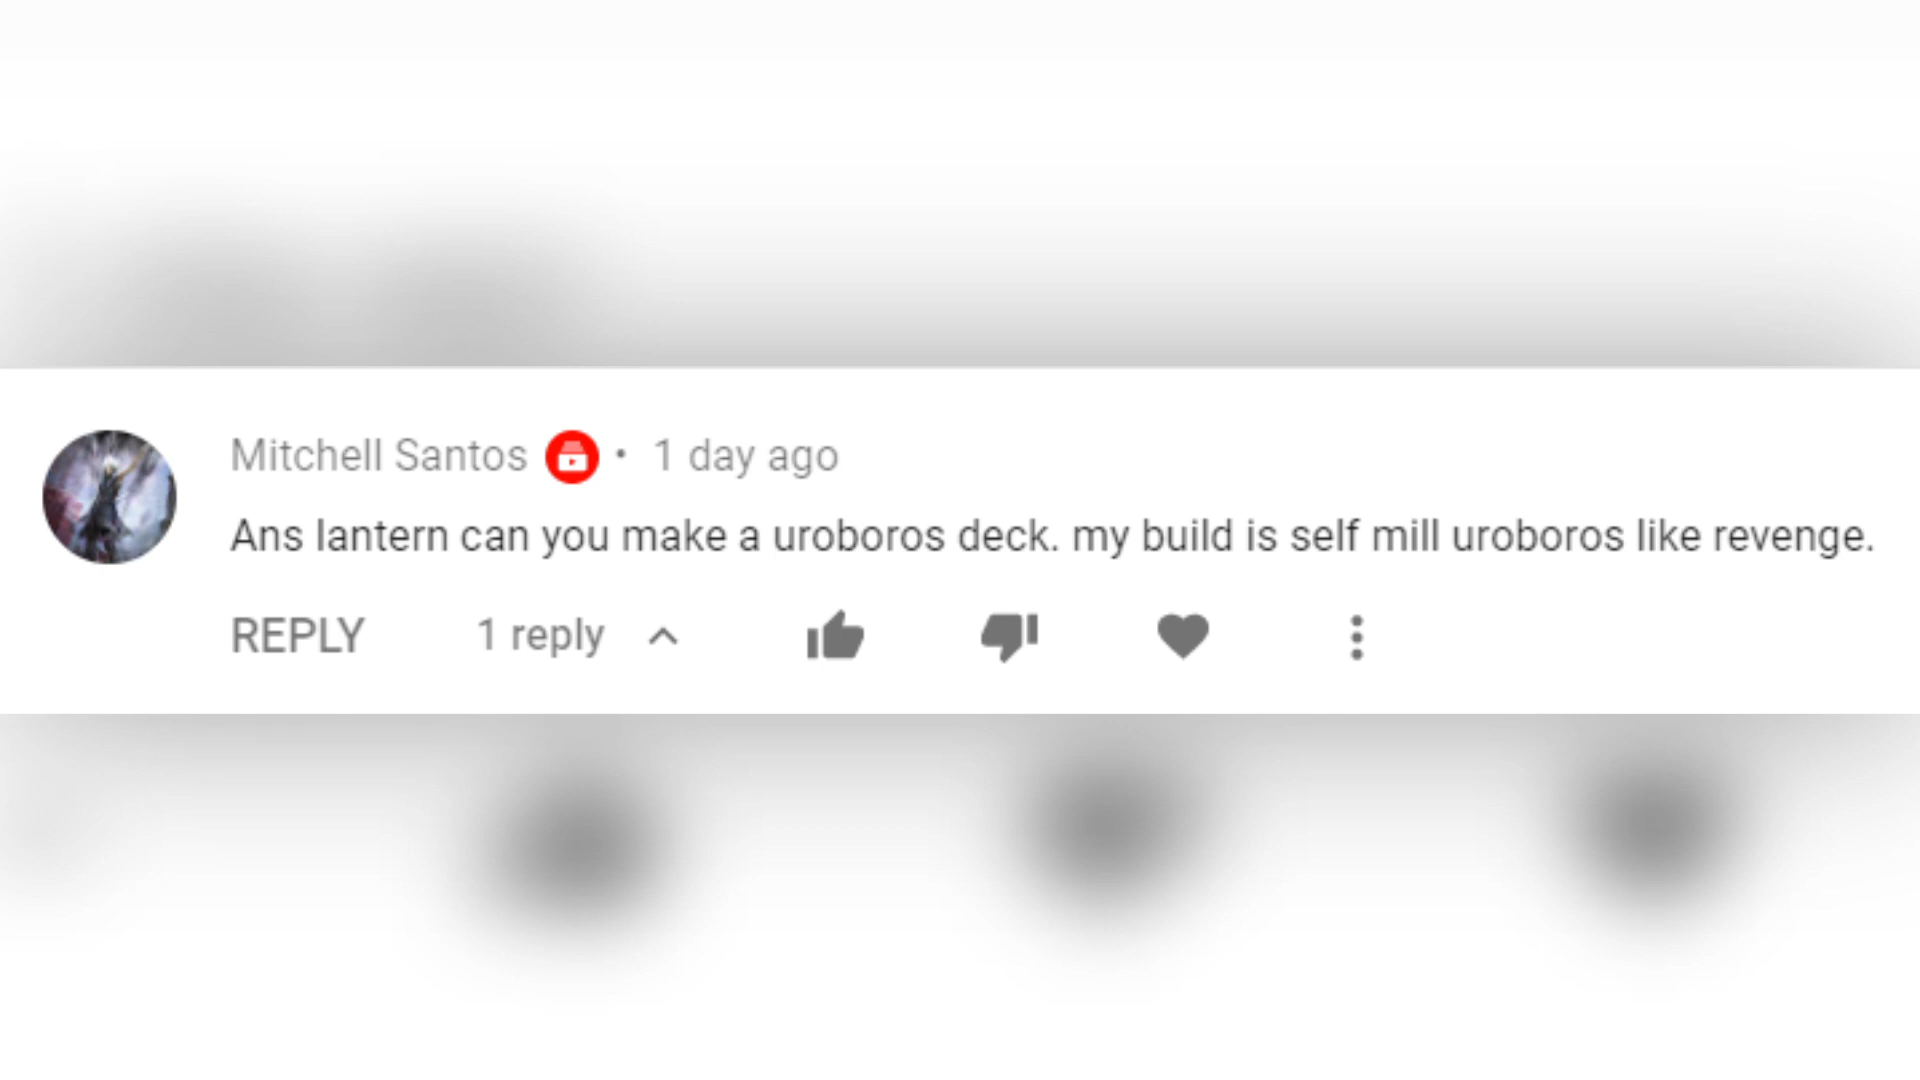 Mitchell Santos • 1 day ago
Ans lantern can you make a uroboros deck. my build is self mill uroboros like revenge.
REPLY 1 reply